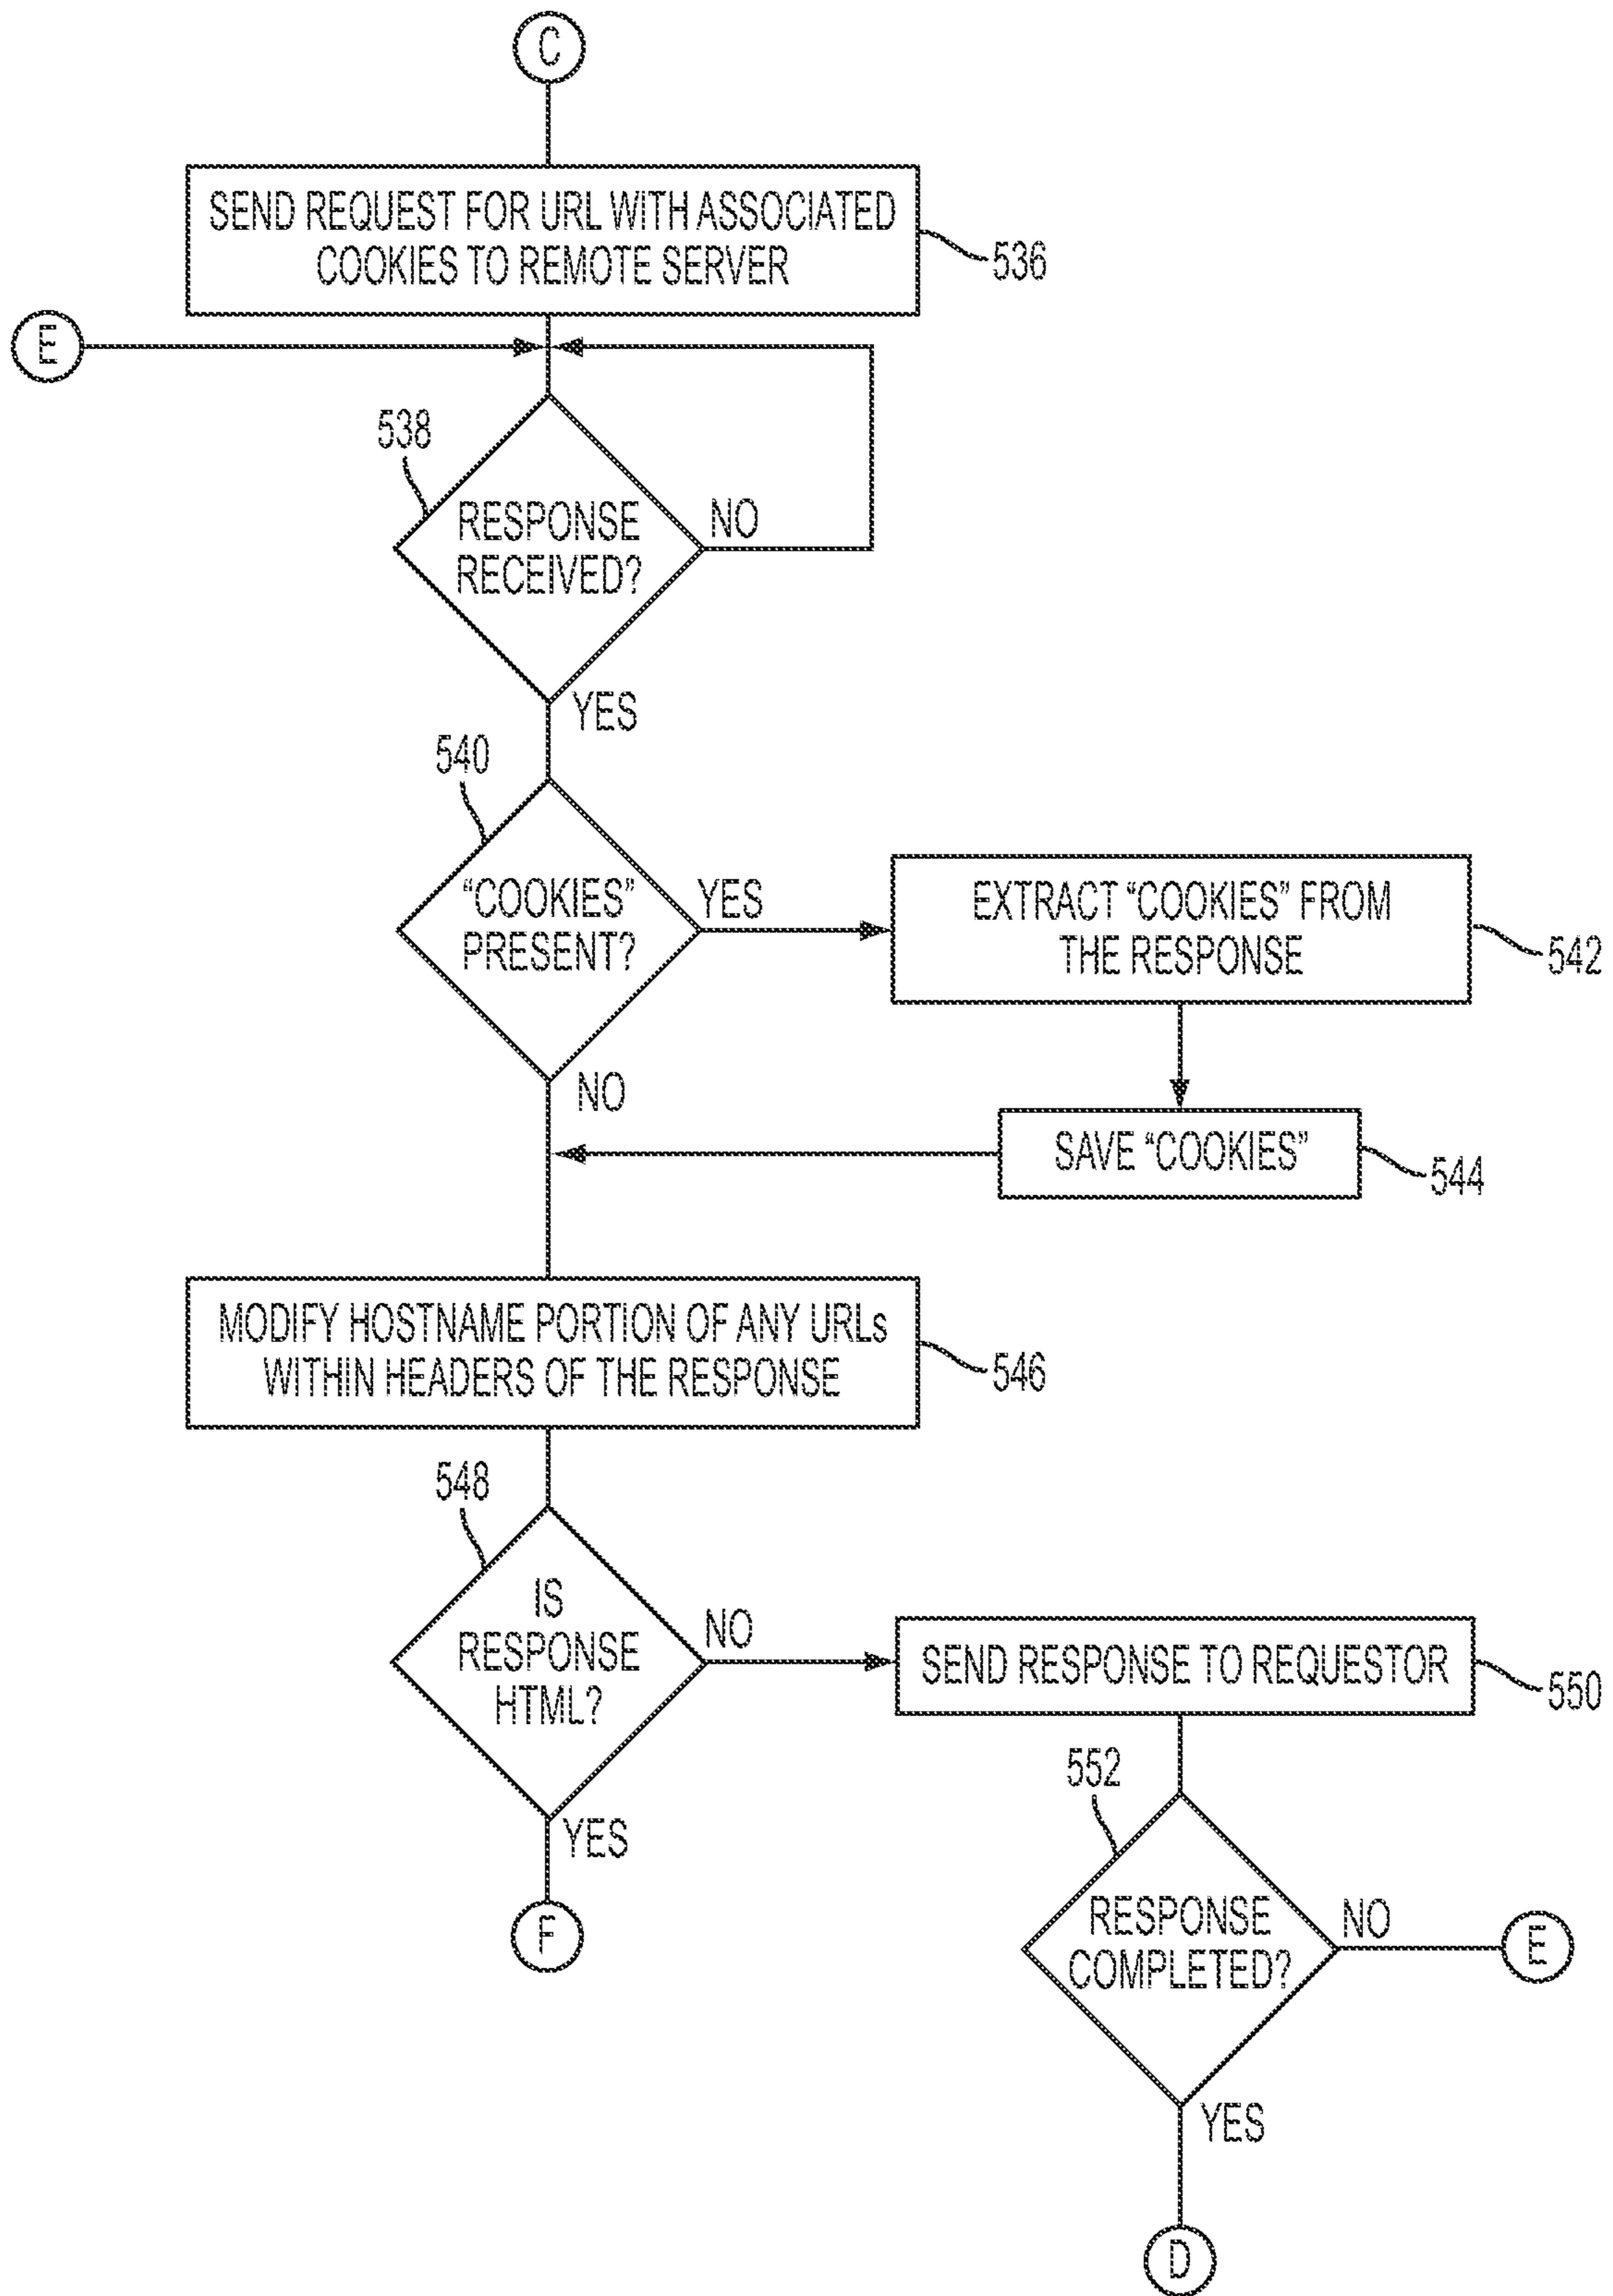 C
SEND REQUEST FOR URL WITH ASSOCIATED
COOKIES TO REMOTE SERVER
536
E
538
RESPONSE
RECEIVED?
NO
YES
540
“COOKIES”
PRESENT?
YES
EXTRACT “COOKIES” FROM
THE RESPONSE
542
NO
SAVE “COOKIES”
544
MODIFY HOSTNAME PORTION OF ANY URLs
WITHIN HEADERS OF THE RESPONSE
546
548
IS
RESPONSE
HTML?
NO
SEND RESPONSE TO REQUESTOR
550
YES
F
552
RESPONSE
COMPLETED?
NO
E
YES
D